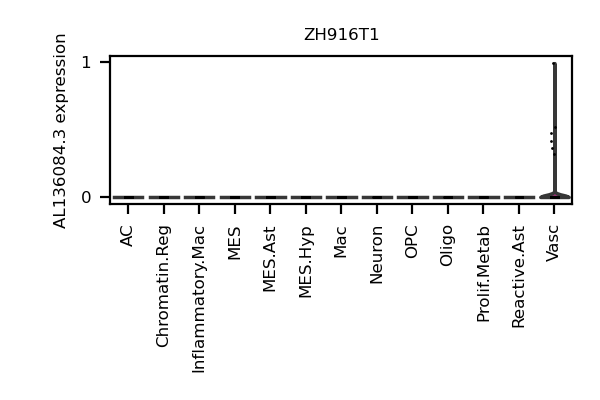 ZH916T1
AL136084.3 expression
1
0
AC
Chromatin.Reg
Inflammatory.Mac
MES
MES.Ast
MES.Hyp
Mac
Neuron
OPC
Oligo
Prolif.Metab
Reactive.Ast
Vasc